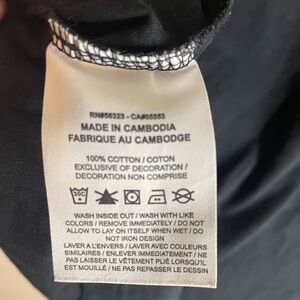 RN#56323 - CA#05553
MADE IN CAMBODIA
FABRIQUE AU CAMBODGE
100% COTTON / COTON
EXCLUSIVE OF DECORATION /
DECORATION NON COMPRISE
WASH INSIDE OUT / WASH WITH LIKE
COLORS / REMOVE IMMEDIATELY / DO NOT
ALLOW TO LAY ON ITSELF WHEN WET / DO
NOT IRON DESIGN
LAVER A L'ENVERS / LAVER AVEC COULEURS
SIMILAIRES / ENLEVER IMMEDIATEMENT / NE
PAS LAISSER LE VÊTEMENT PLIÉ LORSQU'IL
EST MOUILLÉ / NE PAS REPASSER LE DESSIN